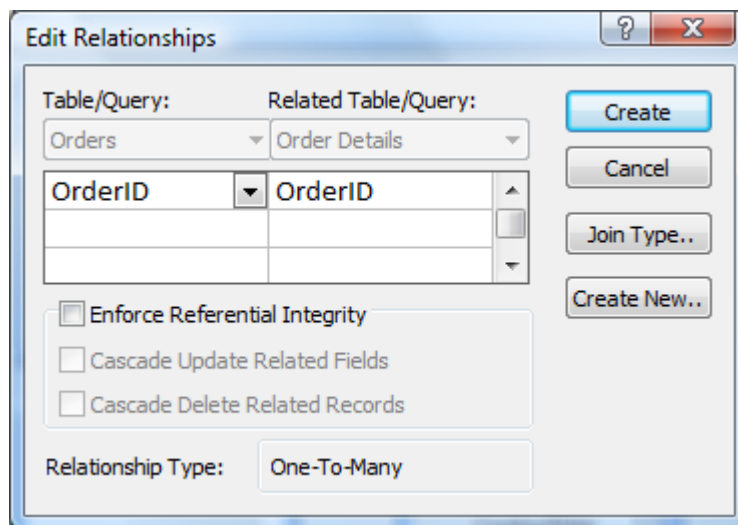 Edit Relationships
Table/Query: Related Table/Query:
Orders Order Details
OrderID OrderID
Enforce Referential Integrity
Cascade Update Related Fields
Cascade Delete Related Records
Relationship Type: One-To-Many
Create
Cancel
Join Type..
Create New..